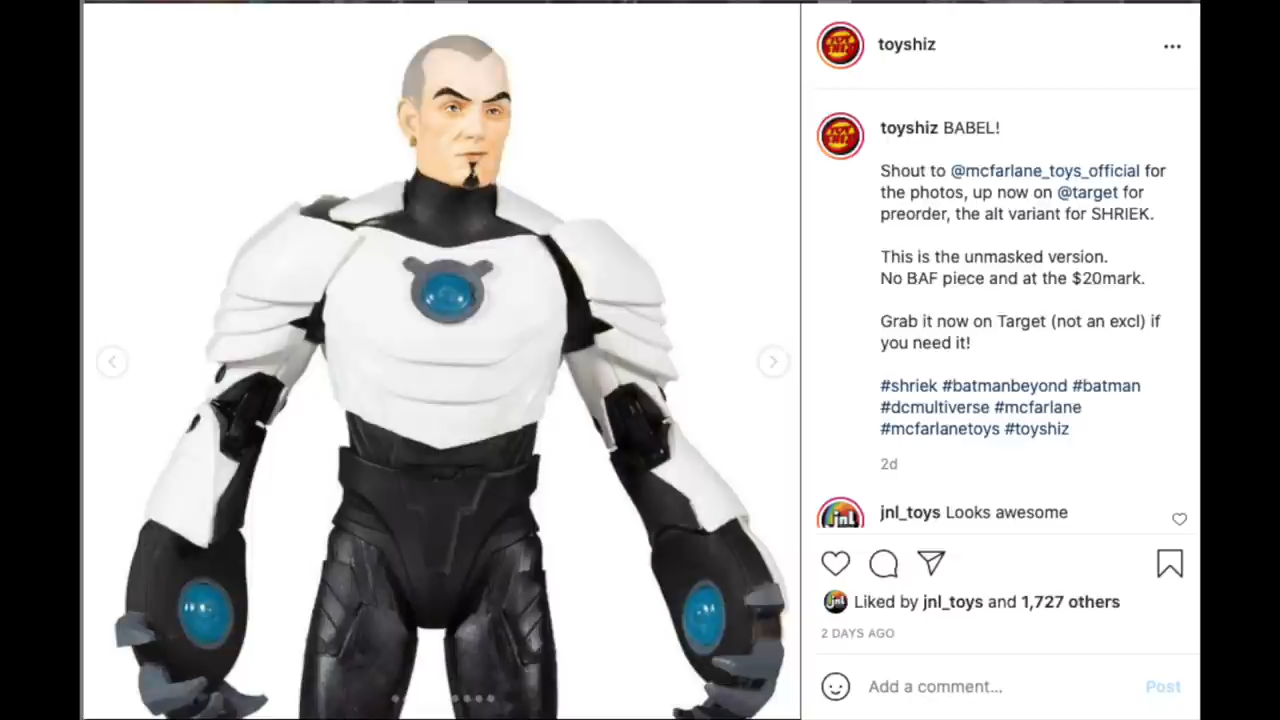 toyshiz
toyshiz BABEL!
Shout to @mcfarlane_toys_official for
the photos, up now on @target for
preorder, the alt variant for SHRIEK.
This is the unmasked version.
No BAF piece and at the $20mark.
Grab it now on Target (not an excl) if
you need it!
#shriek #batmanbeyond #batman
#dcmultiverse #mcfarlane
#mcfarlanetoys #toyshiz
2d
jnl_toys Looks awesome
Liked by jnl_toys and 1,727 others
2 DAYS AGO
Add a comment... Post